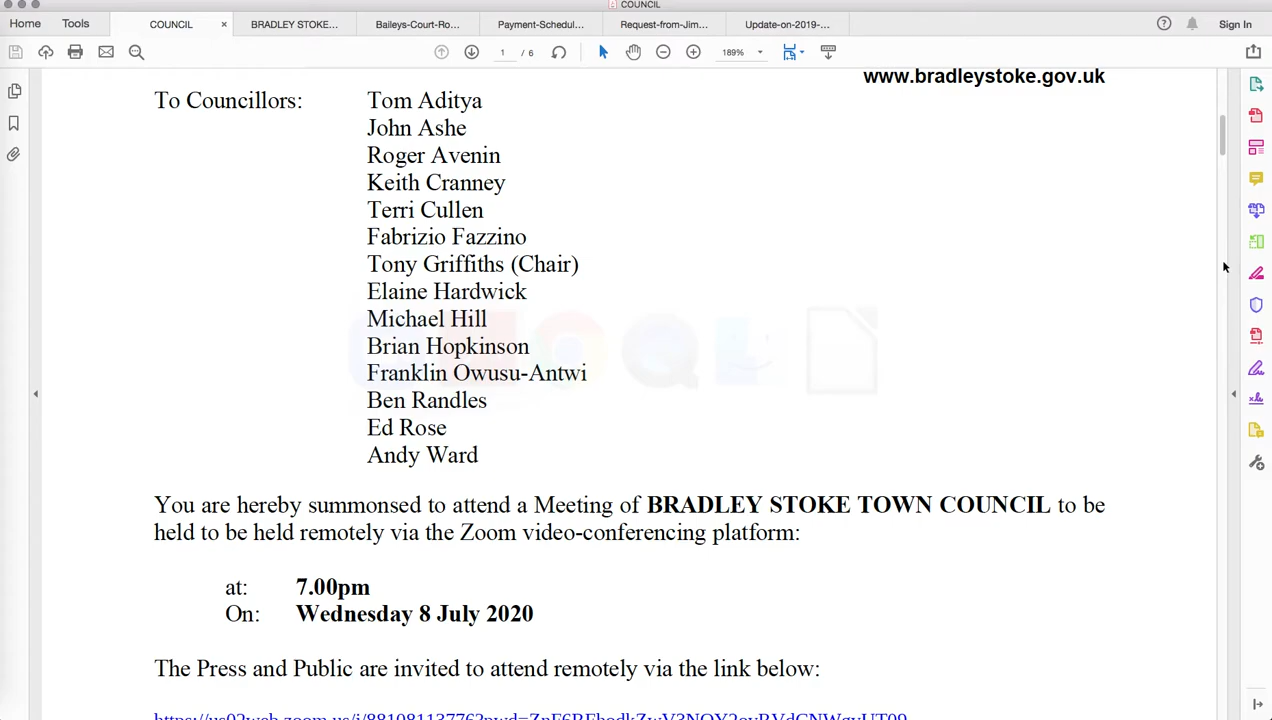 COUNCIL
Home Tools COUNCIL × BRADLEY STOKE... Baileys-Court-Ro... Payment-Schedul... Request-from-Jim... Update-on-2019-... Sign In
1 / 6 189%
www.bradleystoke.gov.uk
To Councillors: Tom Aditya
John Ashe
Roger Avenin
Keith Cranney
Terri Cullen
Fabrizio Fazzino
Tony Griffiths (Chair)
Elaine Hardwick
Michael Hill
Brian Hopkinson
Franklin Owusu-Antwi
Ben Randles
Ed Rose
Andy Ward
You are hereby summonsed to attend a Meeting of BRADLEY STOKE TOWN COUNCIL to be
held to be held remotely via the Zoom video-conferencing platform:
at: 7.00pm
On: Wednesday 8 July 2020
The Press and Public are invited to attend remotely via the link below: